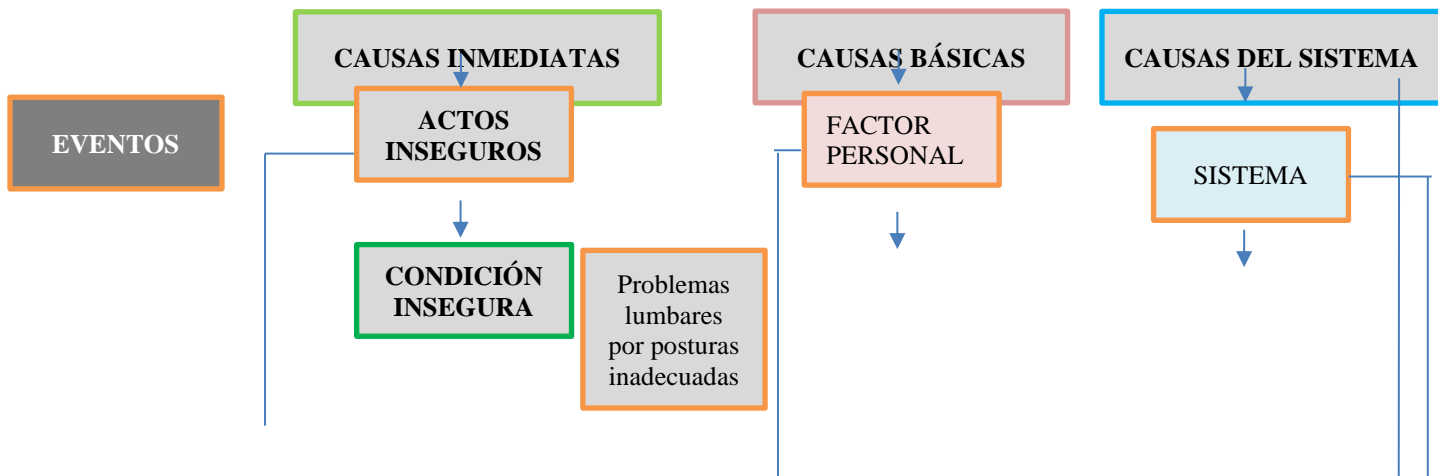 CAUSAS INMEDIATAS
CAUSAS BÁSICAS
CAUSAS DEL SISTEMA
EVENTOS
ACTOS
INSEGUROS
FACTOR
PERSONAL
SISTEMA
CONDICIÓN
INSEGURA
Problemas
lumbares
por posturas
inadecuadas